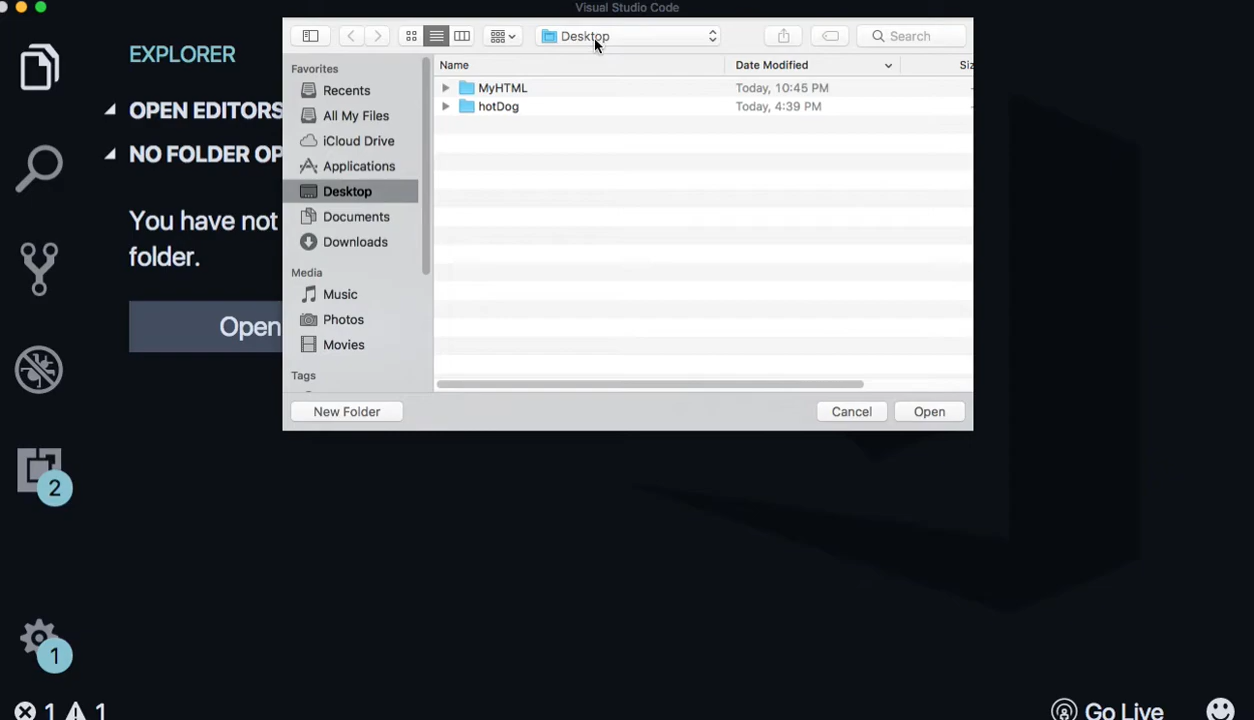 Visual Studio Code
EXPLORER
OPEN EDITORS
NO FOLDER OP
You have not
folder.
Open
2
1
1 1
Desktop
Search
Favorites
Recents
All My Files
iCloud Drive
Applications
Desktop
Documents
Downloads
Media
Music
Photos
Movies
Tags
Name Date Modified Siz
MyHTML Today, 10:45 PM -
hotDog Today, 4:39 PM -
New Folder Cancel Open
Go Live